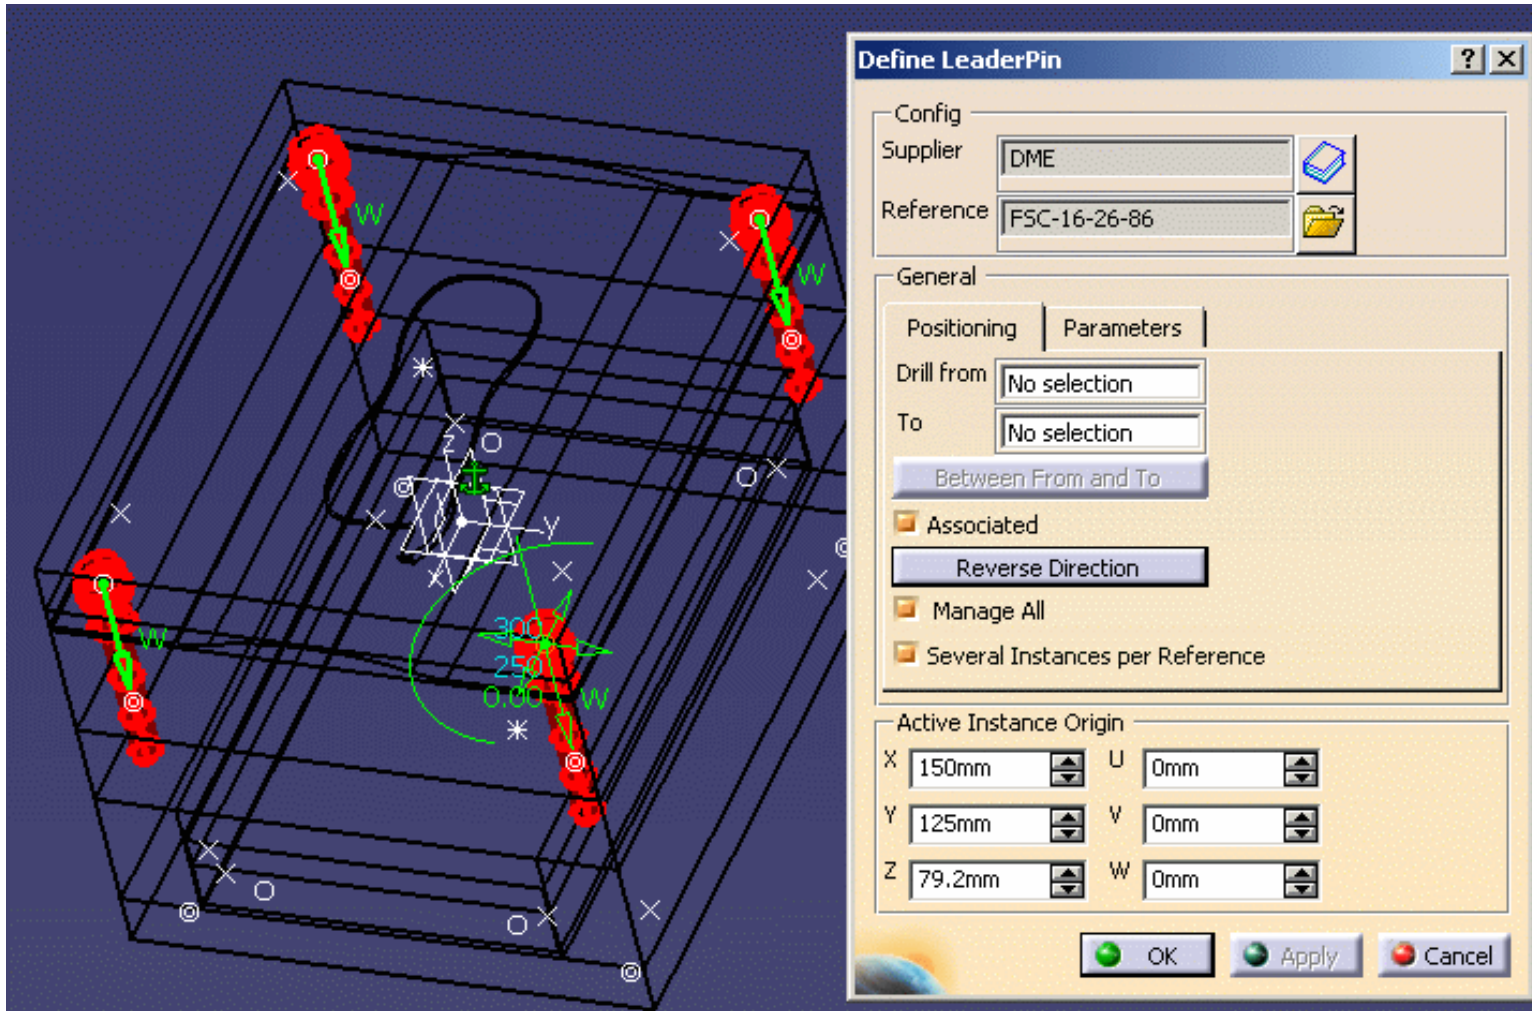 Define LeaderPin
Config
Supplier
DME
Reference
FSC-16-26-86
General
Positioning
Parameters
Drill from
No selection
To
No selection
Between From and To
Associated
Reverse Direction
Manage All
Several Instances per Reference
Active Instance Origin
X
150mm
U
0mm
Y
125mm
V
0mm
Z
79.2mm
W
0mm
OK
Apply
Cancel
W
W
Z
Y
X
W
300
250
0.00
W